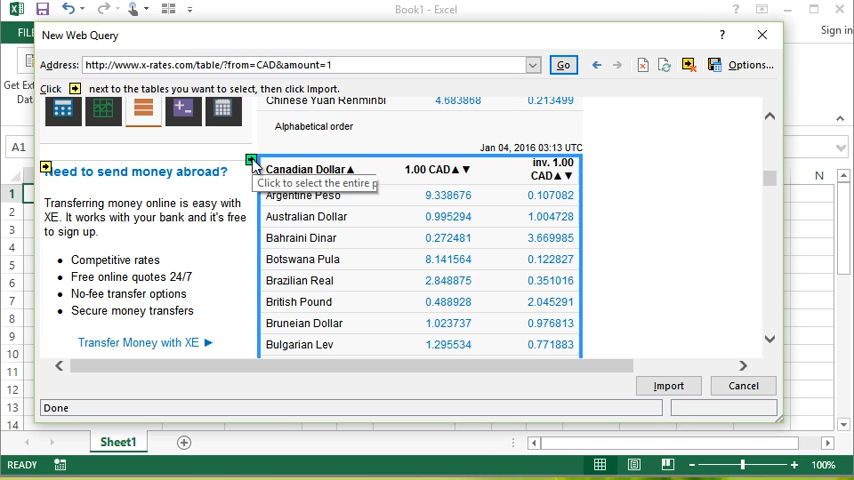 Book1 - Excel
Sign in
FIL
New Web Query
Address: http://www.x-rates.com/table/?from=CAD&amount=1
Go
Options...
Click next to the tables you want to select, then click Import.
Get Ext
Dat
Chinese Yuan Renminbi 4.683868 0.213499
Alphabetical order
Jan 04, 2016 03:13 UTC
A1
Canadian Dollar▲ 1.00 CAD▲▼ inv. 1.00
CAD▲▼
Click to select the entire p
Need to send money abroad?
Transferring money online is easy with
XE. It works with your bank and it's free
to sign up.
Competitive rates
Free online quotes 24/7
No-fee transfer options
Secure money transfers
Transfer Money with XE ►
Argentine Peso 9.338676 0.107082
Australian Dollar 0.995294 1.004728
Bahraini Dinar 0.272481 3.669985
Botswana Pula 8.141564 0.122827
Brazilian Real 2.848875 0.351016
British Pound 0.488928 2.045291
Bruneian Dollar 1.023737 0.976813
Bulgarian Lev 1.295534 0.771883
N
1
2
3
4
5
6
7
8
9
10
11
12
13
14
Import
Cancel
Done
Sheet1
READY
100%